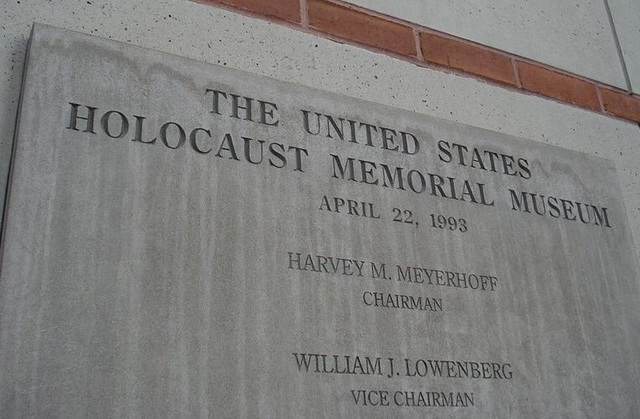 THE UNITED STATES
HOLOCAUST MEMORIAL MUSEUM
APRIL 22, 1993
HARVEY M. MEYERHOFF
CHAIRMAN
WILLIAM J. LOWENBERG
VICE CHAIRMAN